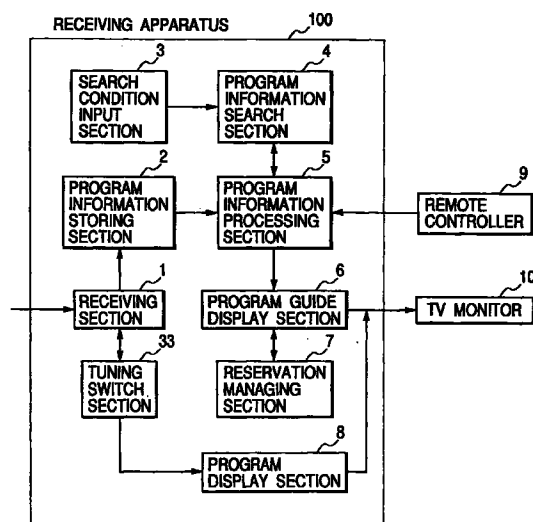 RECEIVING APPARATUS
100
3
SEARCH
CONDITION
INPUT
SECTION
4
PROGRAM
INFORMATION
SEARCH
SECTION
2
PROGRAM
INFORMATION
STORING
SECTION
5
PROGRAM
INFORMATION
PROCESSING
SECTION
9
REMOTE
CONTROLLER
1
RECEIVING
SECTION
6
PROGRAM GUIDE
DISPLAY SECTION
10
TV MONITOR
33
TUNING
SWITCH
SECTION
7
RESERVATION
MANAGING
SECTION
8
PROGRAM
DISPLAY SECTION